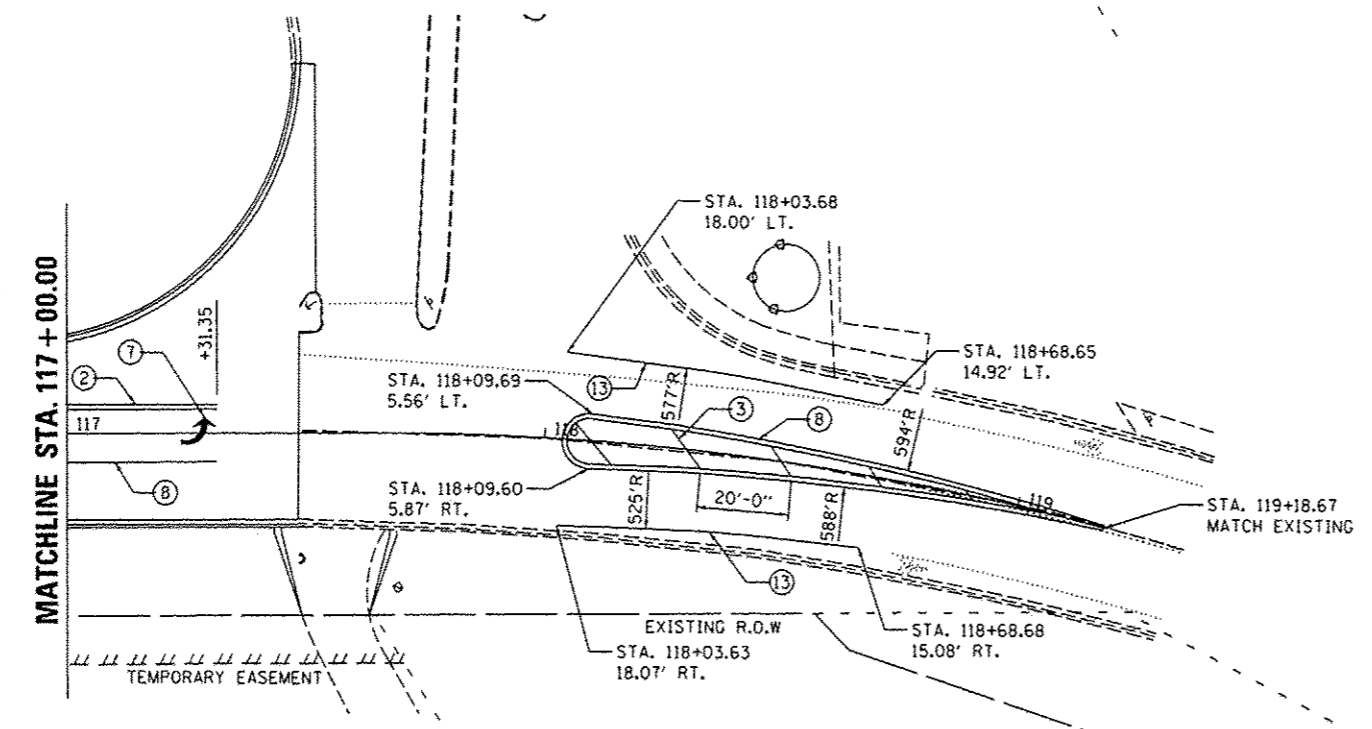 MATCHLINE STA. 117+00.00
+31.35
7
2
117
8
STA. 118+03.68
18.00' LT.
STA. 118+09.69
5.56' LT.
13
577'R
3
8
STA. 118+68.65
14.92' LT.
594'R
118
STA. 118+09.60
5.87' RT.
525'R
20'-0"
588'R
119
STA. 119+18.67
MATCH EXISTING
13
EXISTING R.O.W
STA. 118+03.63
18.07' RT.
STA. 118+68.68
15.08' RT.
TEMPORARY EASEMENT